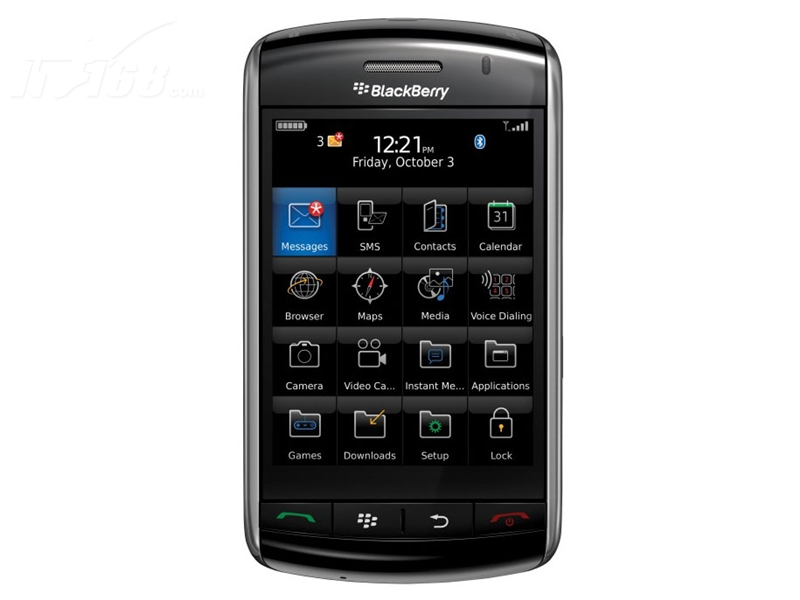 IT168.com
BlackBerry
3 12:21 PM
Friday, October 3
Messages SMS Contacts Calendar
31
Browser Maps Media Voice Dialing
Camera Video Ca... Instant Me... Applications
Games Downloads Setup Lock